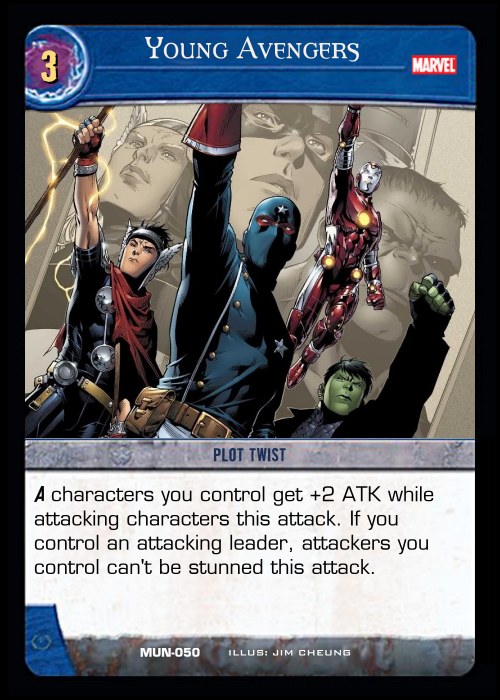 3
YOUNG AVENGERS
MARVEL
PLOT TWIST
A characters you control get +2 ATK while
attacking characters this attack. If you
control an attacking leader, attackers you
control can't be stunned this attack.
MUN-050 ILLUS: JIM CHEUNG